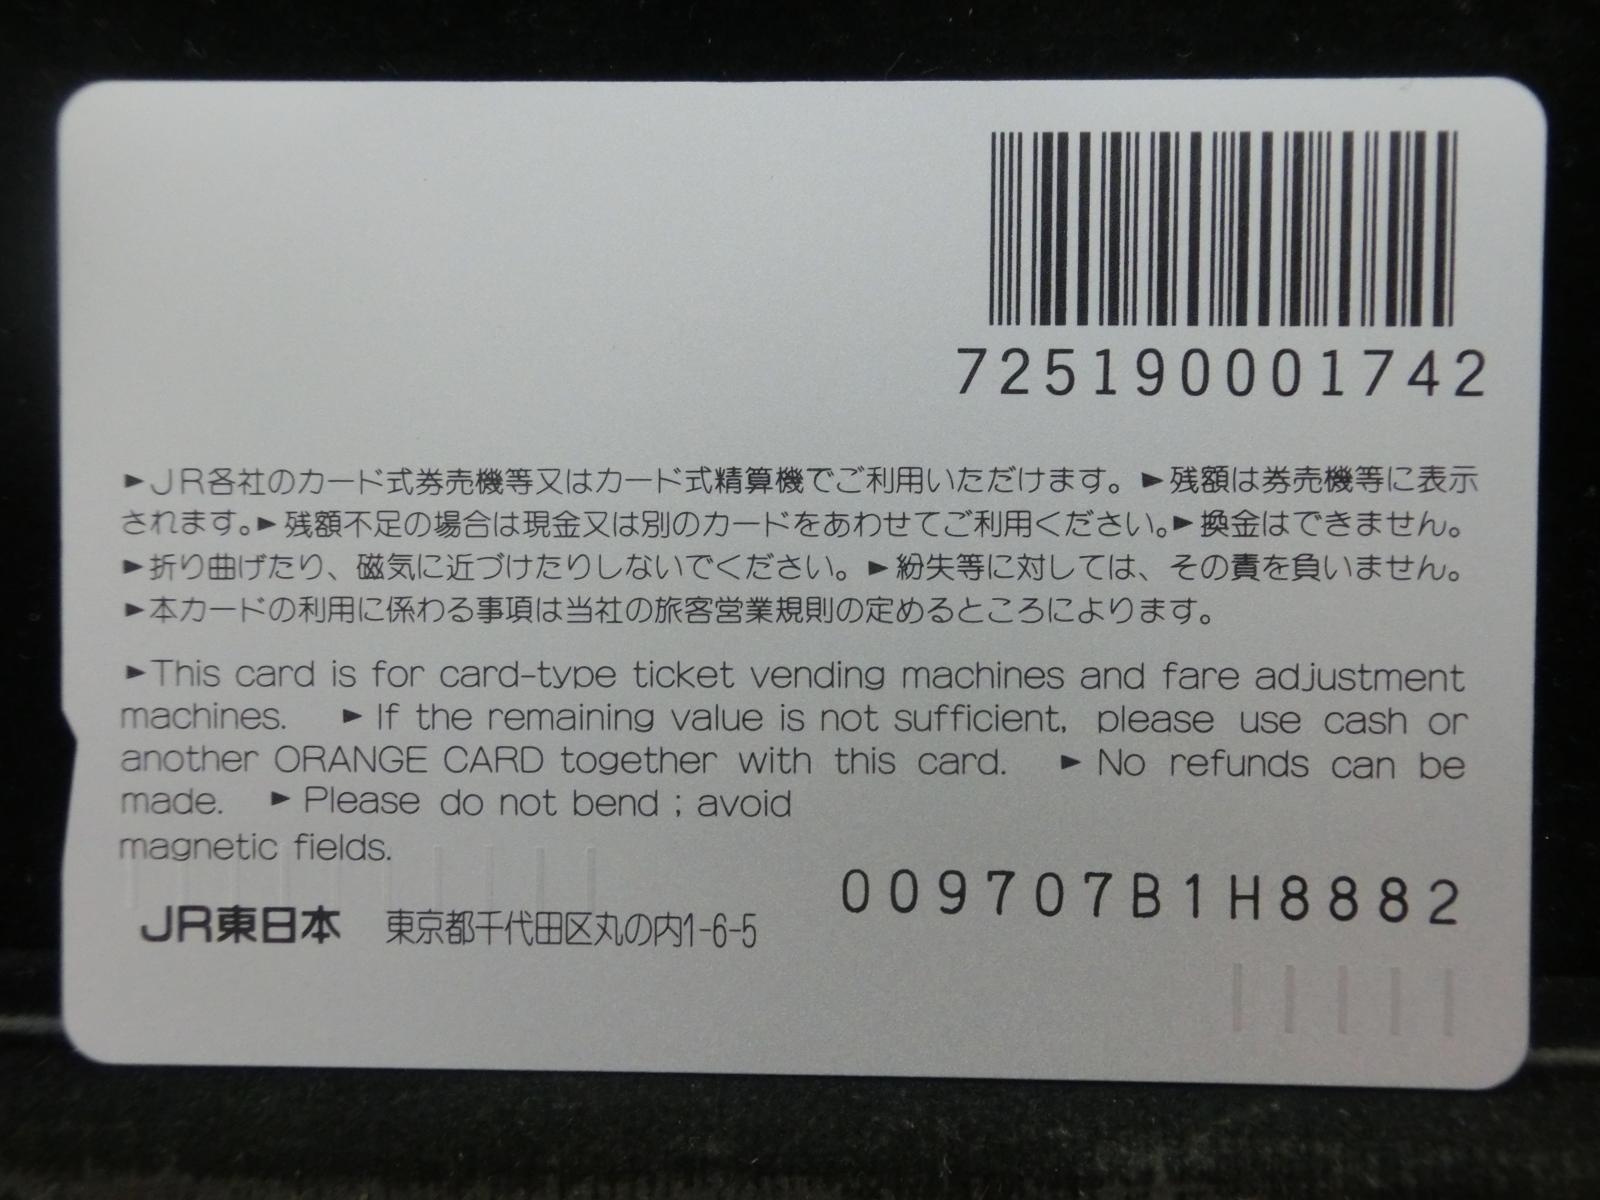 725190001742
►JR各社のカード式券売機等又はカード式精算機でご利用いただけます。►残額は券売機等に表示
されます。►残額不足の場合は現金又は別のカードをあわせてご利用ください。►換金はできません。
►折り曲げたり、磁気に近づけたりしないでください。►紛失等に対しては、その責を負いません。
►本カードの利用に係わる事項は当社の旅客営業規則の定めるところによります。
►This card is for card-type ticket vending machines and fare adjustment
machines. ►If the remaining value is not sufficient, please use cash or
another ORANGE CARD together with this card. ►No refunds can be
made. ►Please do not bend ; avoid
magnetic fields.
009707B1H8882
JR東日本 東京都千代田区丸の内1-6-5